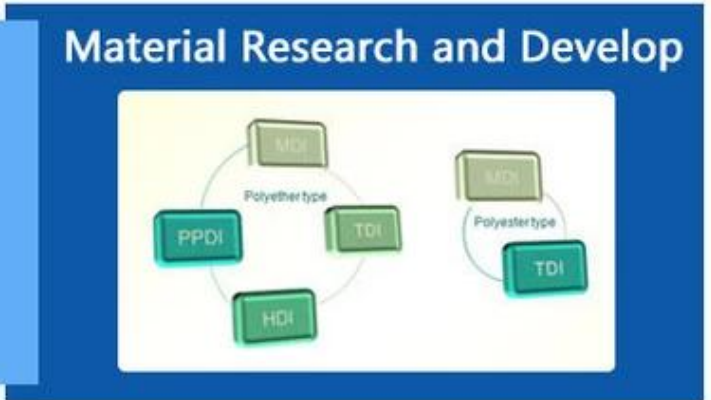 Material Research and Develop
MDI
Polyether type
PPDI
TDI
HDI
MDI
Polyester type
TDI